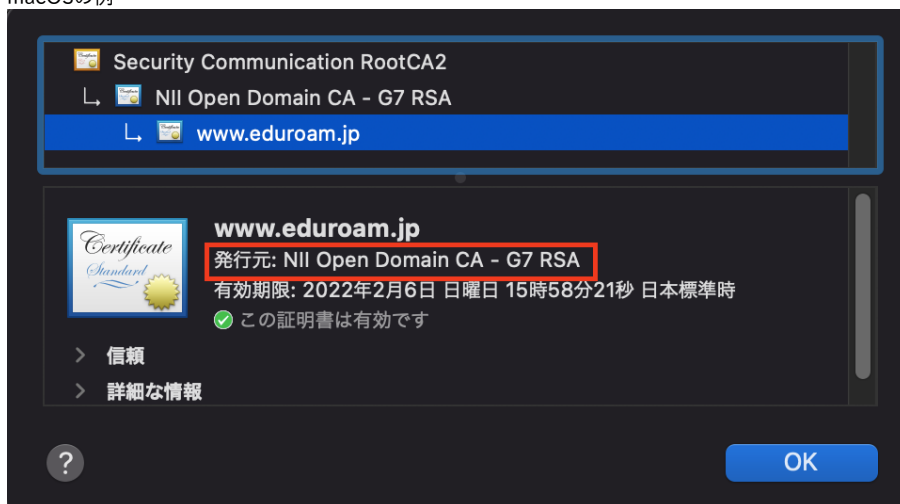 macOSの例
Security Communication RootCA2
NII Open Domain CA - G7 RSA
www.eduroam.jp
Certificate
Standard
www.eduroam.jp
発行元: NII Open Domain CA - G7 RSA
有効期限: 2022年2月6日 日曜日 15時58分21秒 日本標準時
この証明書は有効です
信頼
詳細な情報
?
OK